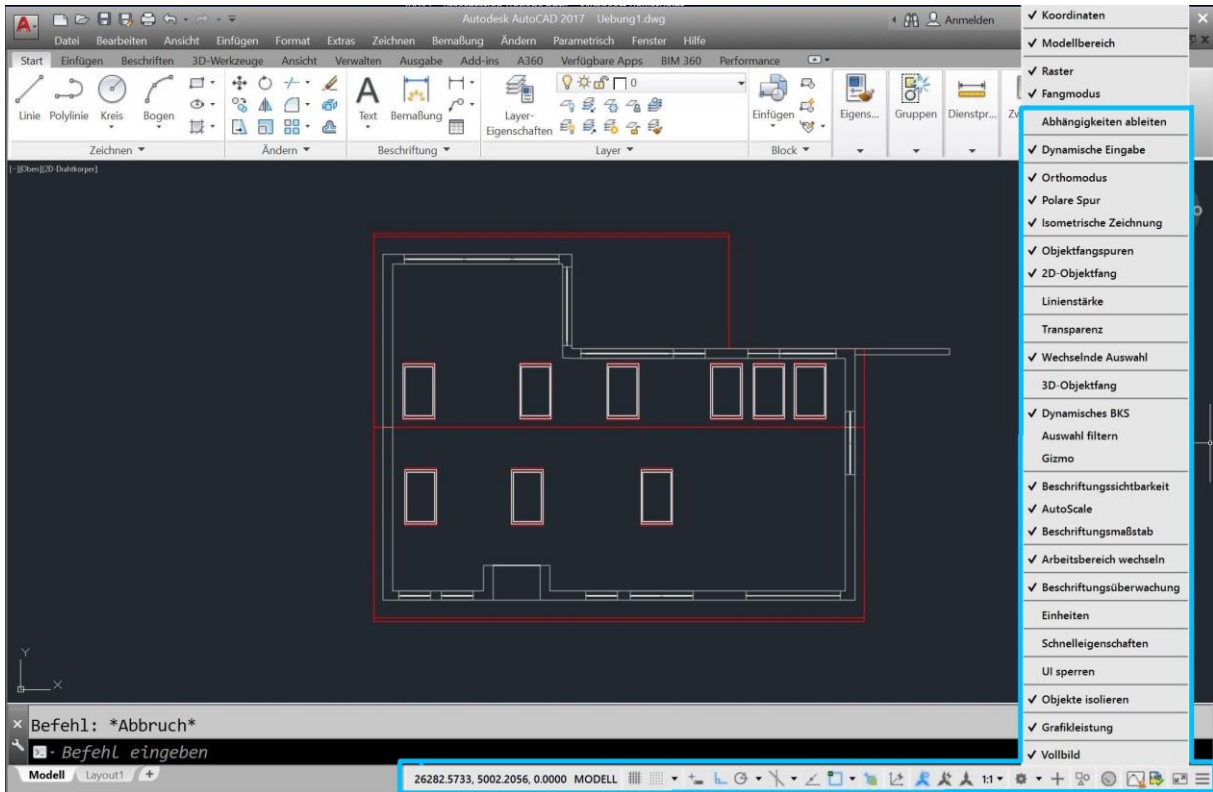 Autodesk AutoCAD 2017 Uebung1.dwg
Anmelden
Datei Bearbeiten Ansicht Einfügen Format Extras Zeichnen Bemaßung Ändern Parametrisch Fenster Hilfe
Start Einfügen Beschriften 3D-Werkzeuge Ansicht Verwalten Ausgabe Add-ins A360 Verfügbare Apps BIM 360 Performance
0
Linie Polylinie Kreis Bogen
Text Bemaßung
Layer-
Eigenschaften
Einfügen
Eigens...
Gruppen
Dienstpr...
Zeichnen
Ändern
Beschriftung
Layer
Block
[-][Oben][2D-Drahtkörper]
Koordinaten
Modellbereich
Raster
Fangmodus
Abhängigkeiten ableiten
Dynamische Eingabe
Orthomodus
Polare Spur
Isometrische Zeichnung
Objektfangspuren
2D-Objektfang
Linienstärke
Transparenz
Wechselnde Auswahl
3D-Objektfang
Dynamisches BKS
Auswahl filtern
Gizmo
Beschriftungssichtbarkeit
AutoScale
Beschriftungsmaßstab
Arbeitsbereich wechseln
Beschriftungsüberwachung
Einheiten
Schnelleigenschaften
UI sperren
Objekte isolieren
Grafikleistung
Vollbild
Y
X
Befehl: *Abbruch*
Befehl eingeben
Modell Layout1 +
26282.5733, 5002.2056, 0.0000 MODELL
1:1